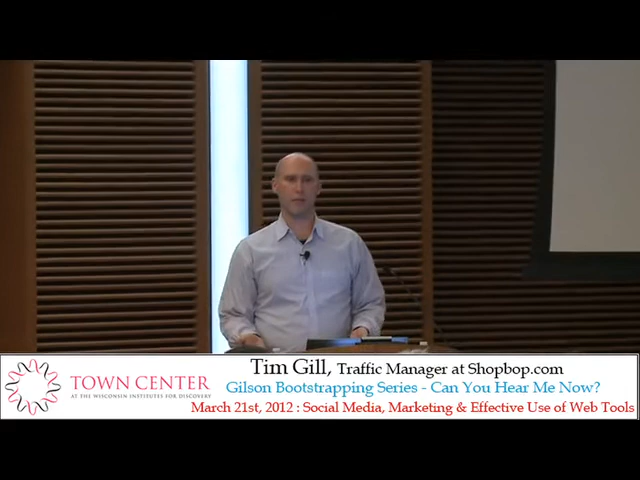 Tim Gill, Traffic Manager at Shopbop.com
TOWN CENTER
AT THE WISCONSIN INSTITUTES FOR DISCOVERY
Gilson Bootstrapping Series - Can You Hear Me Now?
March 21st, 2012 : Social Media, Marketing & Effective Use of Web Tools